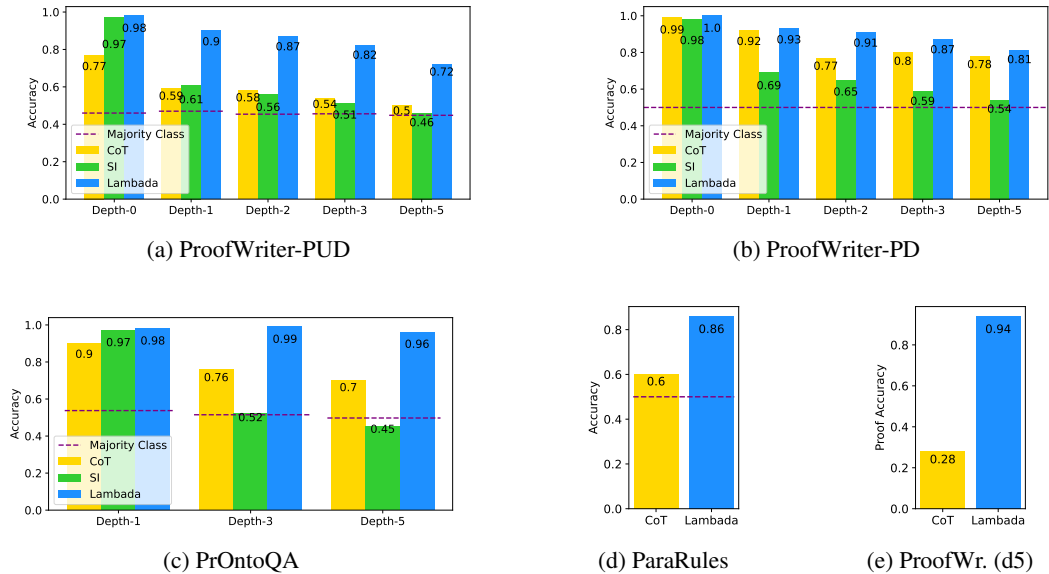 1.0
0.8
0.6
0.4
0.2
0.0
Accuracy
0.77
0.97
0.98
0.59
0.61
0.9
0.58
0.56
0.87
0.54
0.51
0.82
0.5
0.46
0.72
Majority Class
CoT
SI
Lambada
Depth-0 Depth-1 Depth-2 Depth-3 Depth-5
(a) ProofWriter-PUD
1.0
0.8
0.6
0.4
0.2
0.0
Accuracy
0.99
0.98
1.0
0.92
0.69
0.93
0.77
0.65
0.91
0.8
0.59
0.87
0.78
0.54
0.81
Majority Class
CoT
SI
Lambada
Depth-0 Depth-1 Depth-2 Depth-3 Depth-5
(b) ProofWriter-PD
1.0
0.8
0.6
0.4
0.2
0.0
Accuracy
0.9
0.97
0.98
0.76
0.52
0.99
0.7
0.45
0.96
Majority Class
CoT
SI
Lambada
Depth-1 Depth-3 Depth-5
(c) PrOntoQA
0.8
0.6
0.4
0.2
0.0
Accuracy
0.6
0.86
CoT Lambada
(d) ParaRules
0.8
0.6
0.4
0.2
0.0
Proof Accuracy
0.28
0.94
CoT Lambada
(e) ProofWr. (d5)